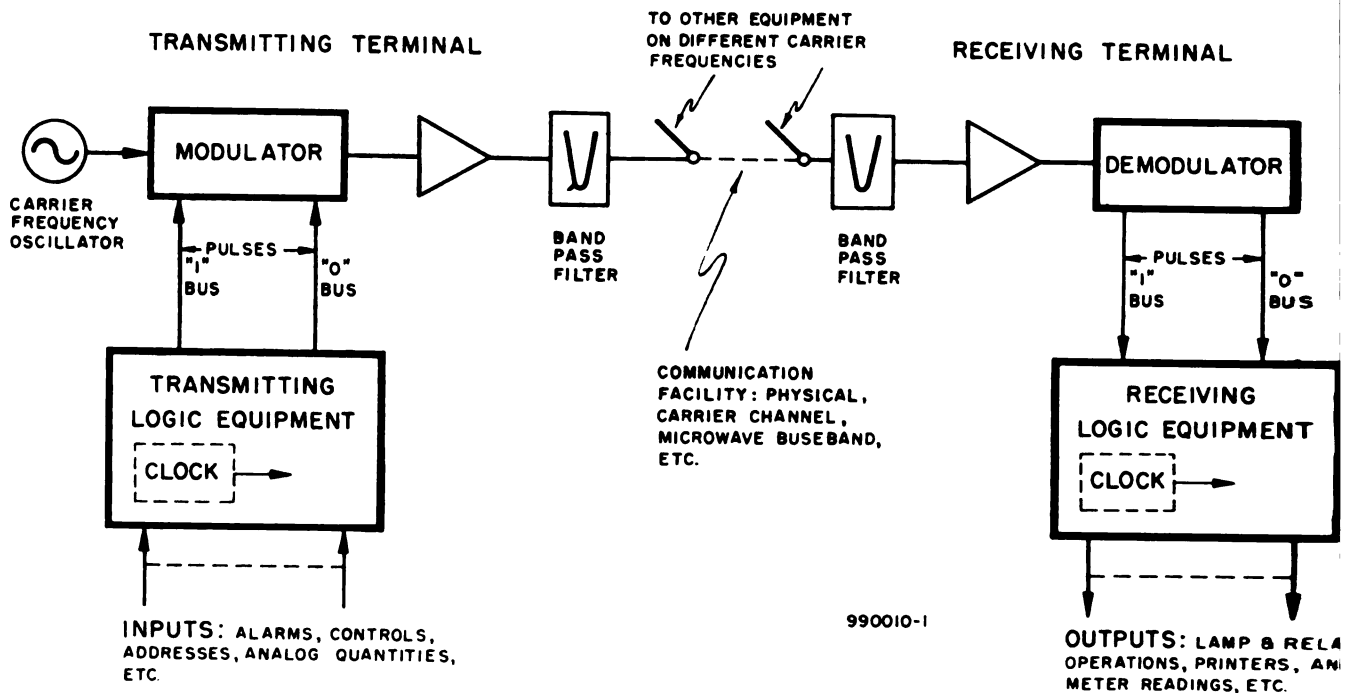 TRANSMITTING TERMINAL
TO OTHER EQUIPMENT
ON DIFFERENT CARRIER
FREQUENCIES
RECEIVING TERMINAL
MODULATOR
DEMODULATOR
CARRIER
FREQUENCY
OSCILLATOR
BAND
PASS
FILTER
BAND
PASS
FILTER
PULSES
"1"
BUS
"0"
BUS
PULSES
"1"
BUS
"0"
BUS
TRANSMITTING
LOGIC EQUIPMENT
CLOCK
COMMUNICATION
FACILITY: PHYSICAL,
CARRIER CHANNEL,
MICROWAVE BUSEBAND,
ETC.
RECEIVING
LOGIC EQUIPMENT
CLOCK
INPUTS: ALARMS, CONTROLS,
ADDRESSES, ANALOG QUANTITIES,
ETC.
990010-1
OUTPUTS: LAMP &
OPERATIONS, PRINTERS,
METER READINGS, ETC.